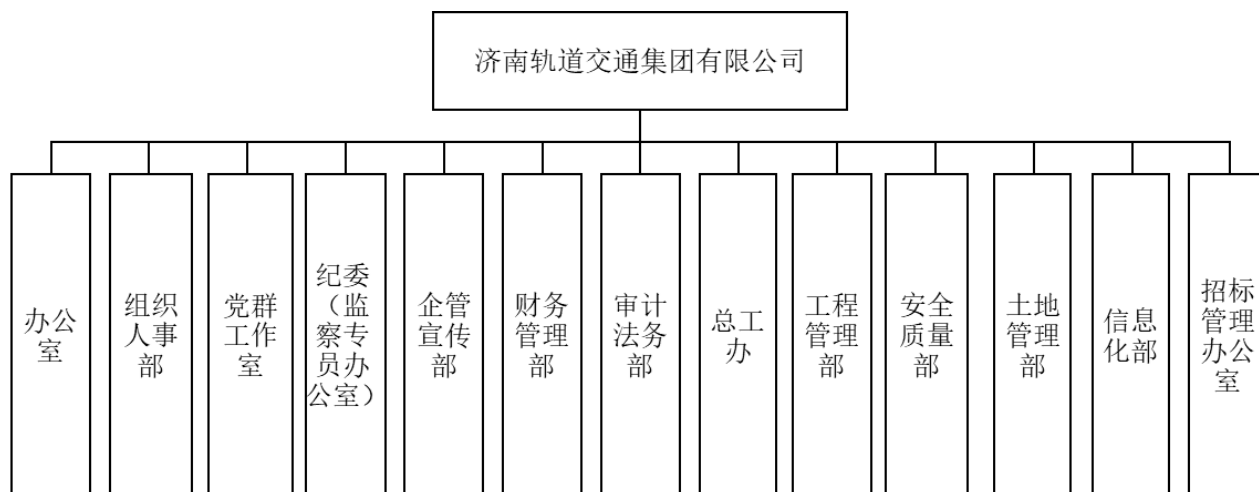 济南轨道交通集团有限公司
办公
室
组织
人事
部
党群
工作
室
纪委
（监
察专
员办
公室）
企管
宣传
部
财务
管理
部
审计
法务
部
总工
办
工程
管理
部
安全
质量
部
土地
管理
部
信息
化部
招标
管理
办公
室